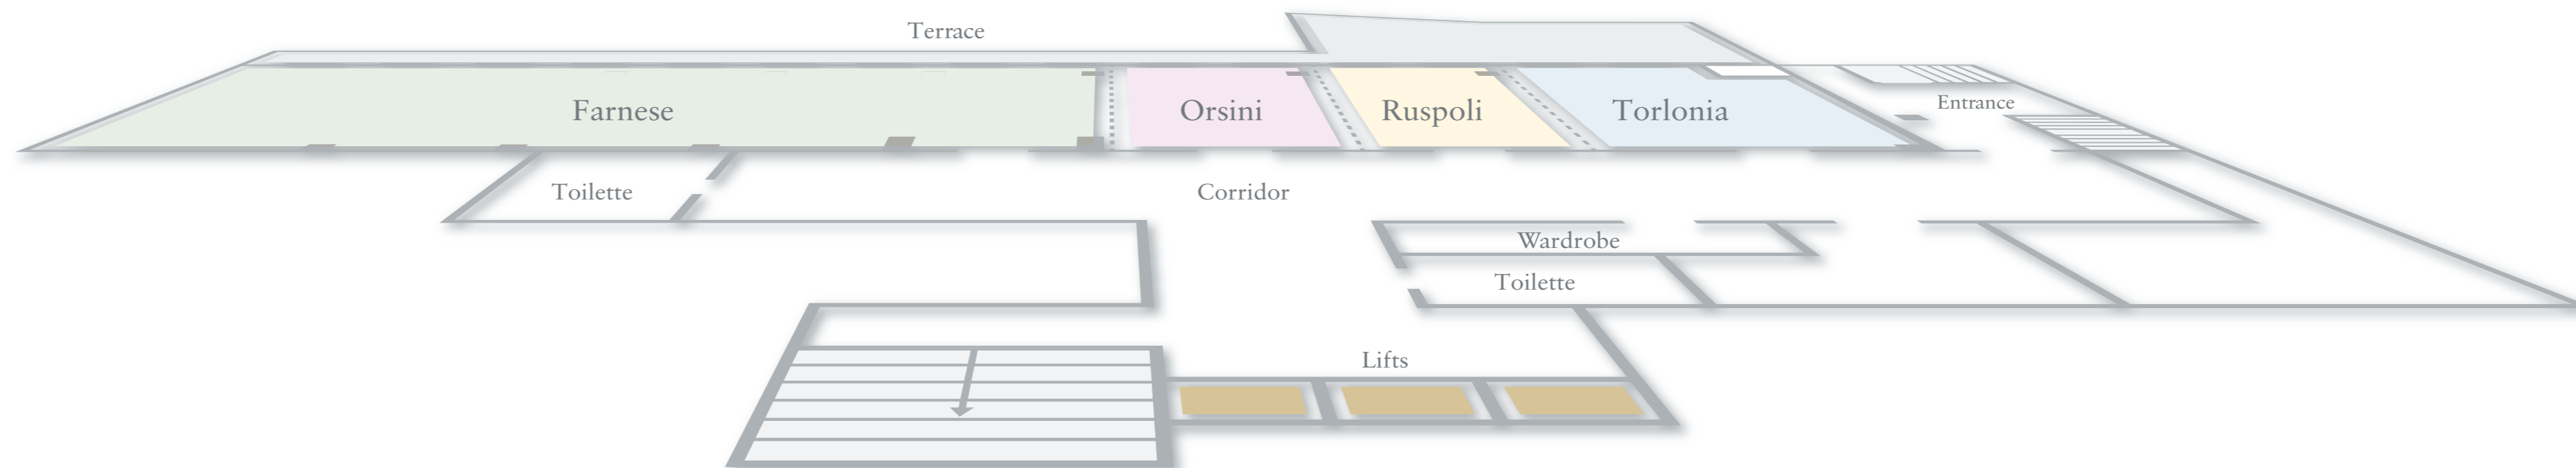 Terrace
Farnese
Orsini
Ruspoli
Torlonia
Entrance
Toilette
Corridor
Wardrobe
Toilette
Lifts